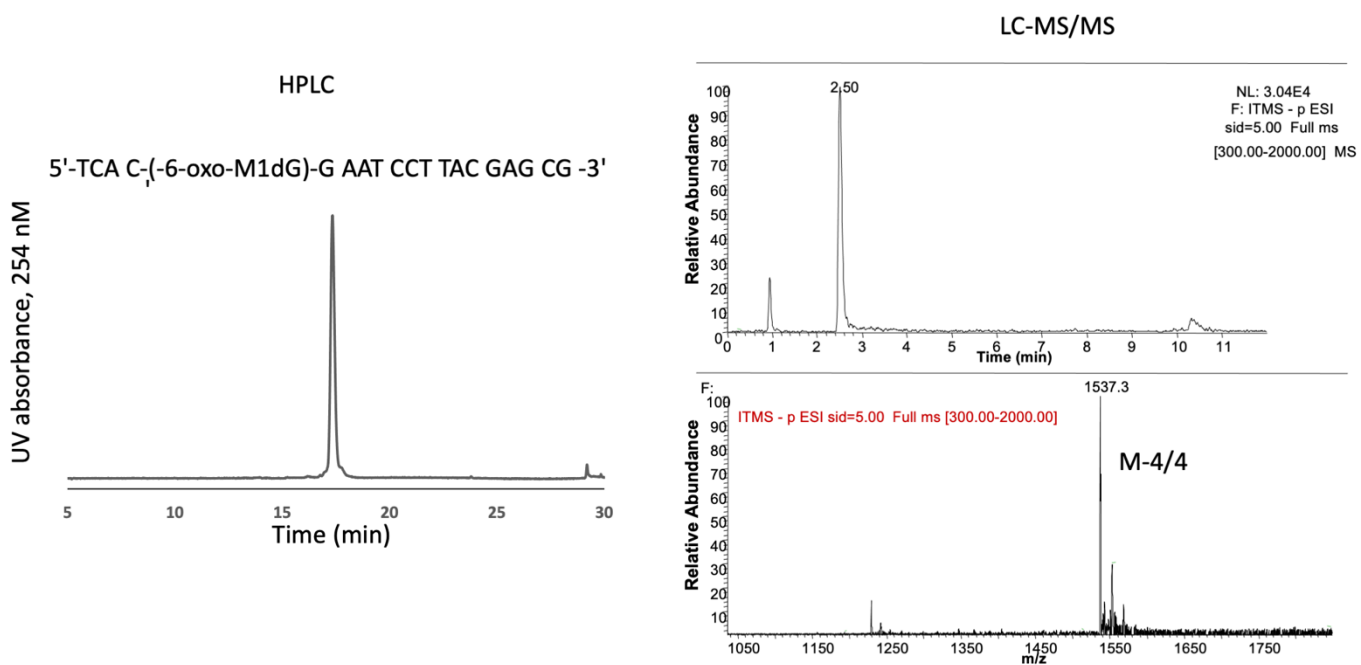 HPLC
5'-TCA C-(-6-oxo-M1dG)-G AAT CCT TAC GAG CG -3'
UV absorbance, 254 nM
5 10 15 20 25 30
Time (min)
LC-MS/MS
2.50
NL: 3.04E4
F: ITMS - p ESI
sid=5.00 Full ms
[300.00-2000.00] MS
Relative Abundance
100
90
80
70
60
50
40
30
20
10
0
0 1 2 3 4 5 6 7 8 9 10 11
Time (min)
F:
1537.3
ITMS - p ESI sid=5.00 Full ms [300.00-2000.00]
M-4/4
Relative Abundance
100
90
80
70
60
50
40
30
20
10
1050 1150 1250 1350 1450 1550 1650 1750
m/z